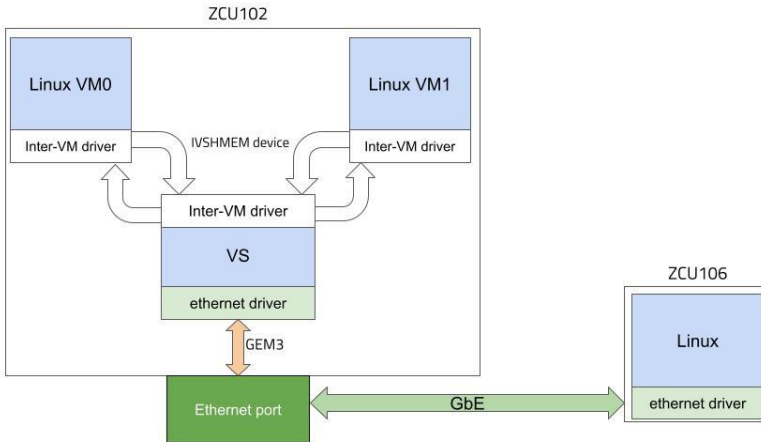 ZCU102
Linux VM0
Linux VM1
Inter-VM driver
IVSHMEM device
Inter-VM driver
Inter-VM driver
VS
ethernet driver
GEM3
Ethernet port
GbE
ZCU106
Linux
ethernet driver